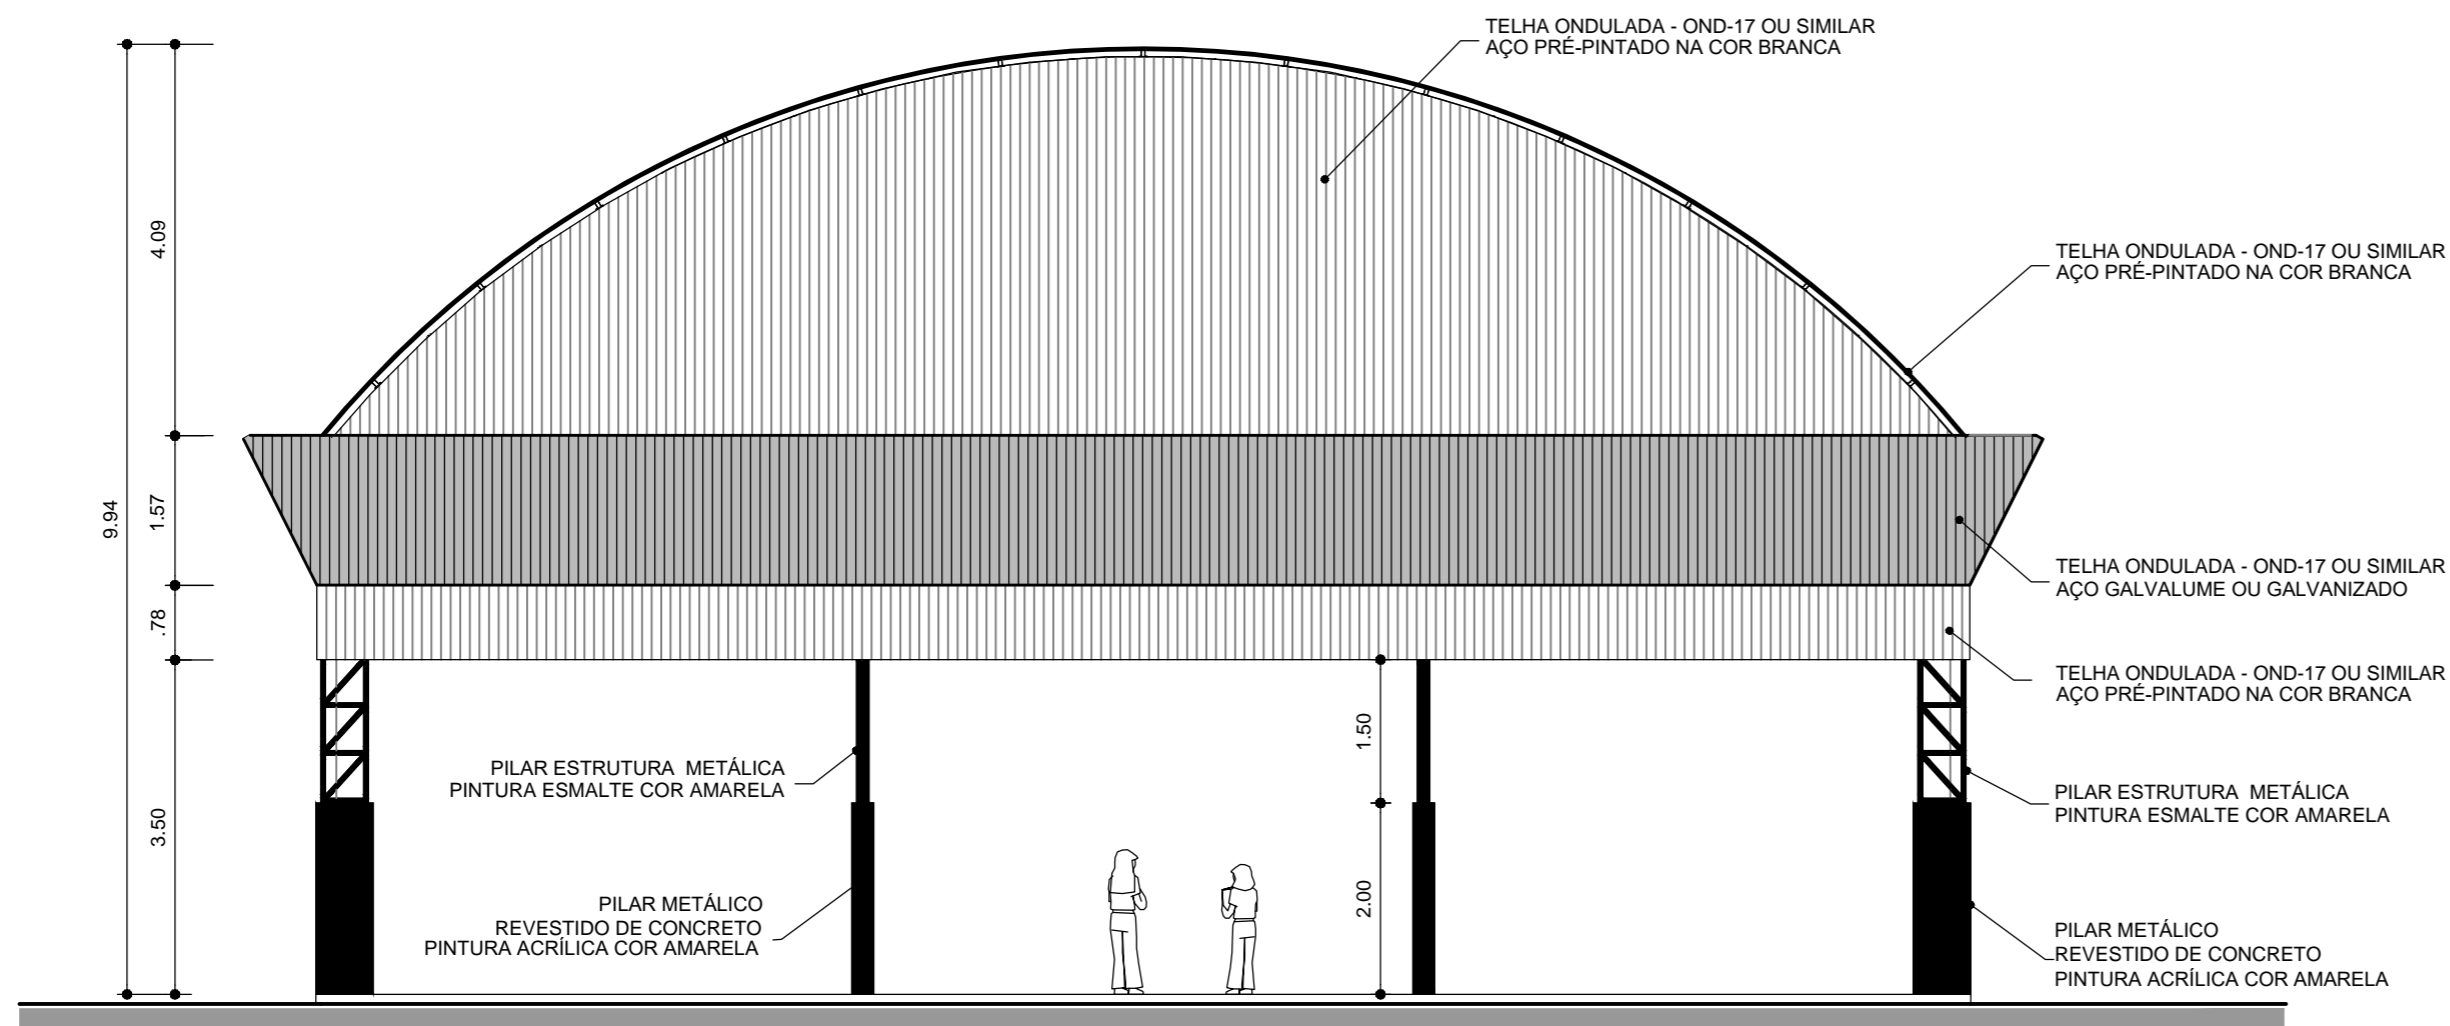 TELHA ONDULADA - OND-17 OU SIMILAR
AÇO PRÉ-PINTADO NA COR BRANCA
4.09
TELHA ONDULADA - OND-17 OU SIMILAR
AÇO PRÉ-PINTADO NA COR BRANCA
9.94
1.57
TELHA ONDULADA - OND-17 OU SIMILAR
AÇO GALVALUME OU GALVANIZADO
.78
TELHA ONDULADA - OND-17 OU SIMILAR
AÇO PRÉ-PINTADO NA COR BRANCA
1.50
PILAR ESTRUTURA  METÁLICA
PINTURA ESMALTE COR AMARELA
PILAR ESTRUTURA  METÁLICA
PINTURA ESMALTE COR AMARELA
3.50
2.00
PILAR METÁLICO
REVESTIDO DE CONCRETO
PINTURA ACRÍLICA COR AMARELA
PILAR METÁLICO
REVESTIDO DE CONCRETO
PINTURA ACRÍLICA COR AMARELA